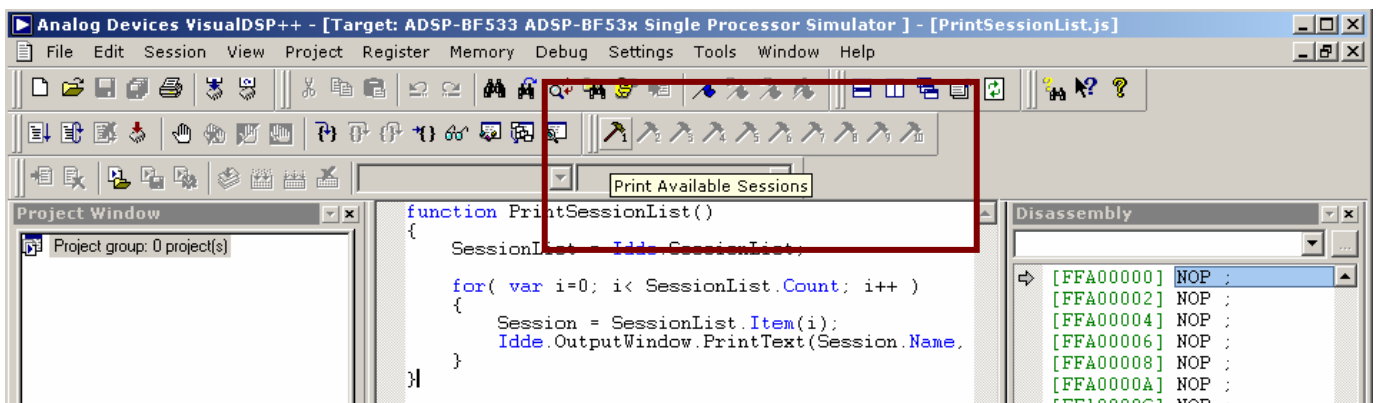 Analog Devices VisualDSP++ - [Target: ADSP-BF533 ADSP-BF53x Single Processor Simulator ] - [PrintSessionList.js]
File Edit Session View Project Register Memory Debug Settings Tools Window Help
Print Available Sessions
Project Window
Project group: 0 project(s)
function PrintSessionList()
{
SessionList = Idde.SessionList;
for( var i=0; i< SessionList.Count; i++ )
{
Session = SessionList.Item(i);
Idde.OutputWindow.PrintText(Session.Name,
}
}
Disassembly
[FFA00000] NOP ;
[FFA00002] NOP ;
[FFA00004] NOP ;
[FFA00006] NOP ;
[FFA00008] NOP ;
[FFA0000A] NOP ;